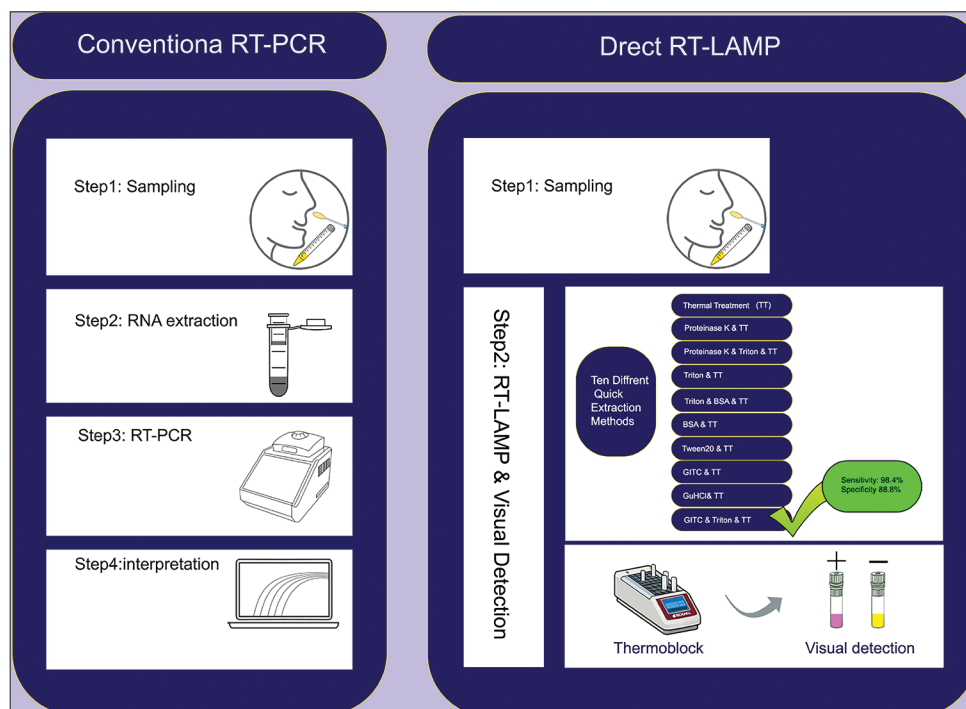 Conventiona RT-PCR
Step1: Sampling
Step2: RNA extraction
Step3: RT-PCR
Step4:interpretation
Drect RT-LAMP
Step1: Sampling
Step2: RT-LAMP & Visual Detection
Ten Diffrent
Quick
Extraction
Methods
Thermal Treatment (TT)
Proteinase K & TT
Proteinase K & Triton & TT
Triton & TT
Triton & BSA & TT
BSA & TT
Tween20 & TT
GITC & TT
GuHCl& TT
GITC & Triton & TT
Sensitivity: 98.4%
Specificity 88.8%
+ −
Thermoblock
Visual detection